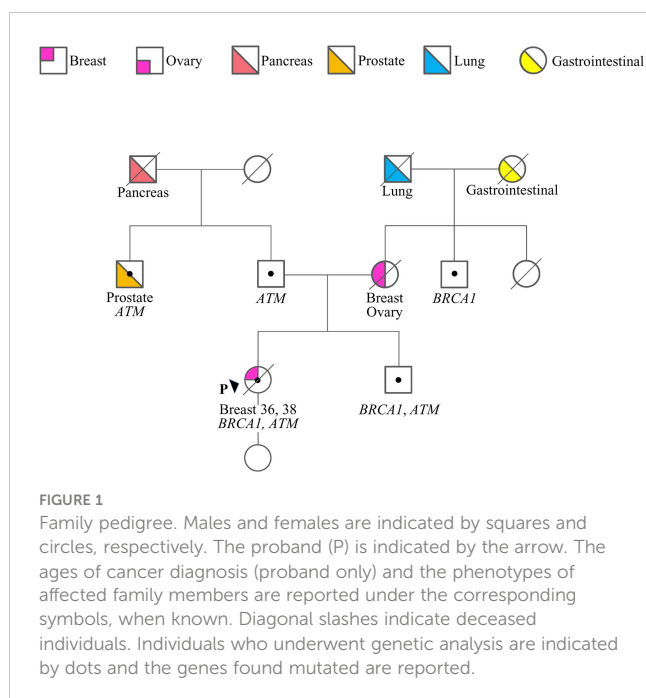 Breast Ovary Pancreas Prostate Lung Gastrointestinal
Pancreas Lung Gastrointestinal
Prostate ATM Breast BRCA1
ATM Ovary
P
Breast 36, 38 BRCA1, ATM
BRCA1, ATM
FIGURE 1
Family pedigree. Males and females are indicated by squares and
circles, respectively. The proband (P) is indicated by the arrow. The
ages of cancer diagnosis (proband only) and the phenotypes of
affected family members are reported under the corresponding
symbols, when known. Diagonal slashes indicate deceased
individuals. Individuals who underwent genetic analysis are indicated
by dots and the genes found mutated are reported.